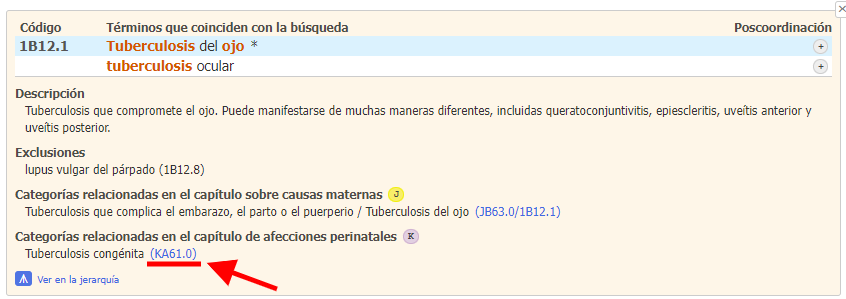 Código Términos que coinciden con la búsqueda Poscoordinación
1B12.1 Tuberculosis del ojo *
tuberculosis ocular
Descripción
Tuberculosis que compromete el ojo. Puede manifestarse de muchas maneras diferentes, incluidas queratoconjuntivitis, epiescleritis, uveítis anterior y
uveítis posterior.
Exclusiones
lupus vulgar del párpado (1B12.8)
Categorías relacionadas en el capítulo sobre causas maternas J
Tuberculosis que complica el embarazo, el parto o el puerperio / Tuberculosis del ojo (JB63.0/1B12.1)
Categorías relacionadas en el capítulo de afecciones perinatales K
Tuberculosis congénita (KA61.0)
Ver en la jerarquía